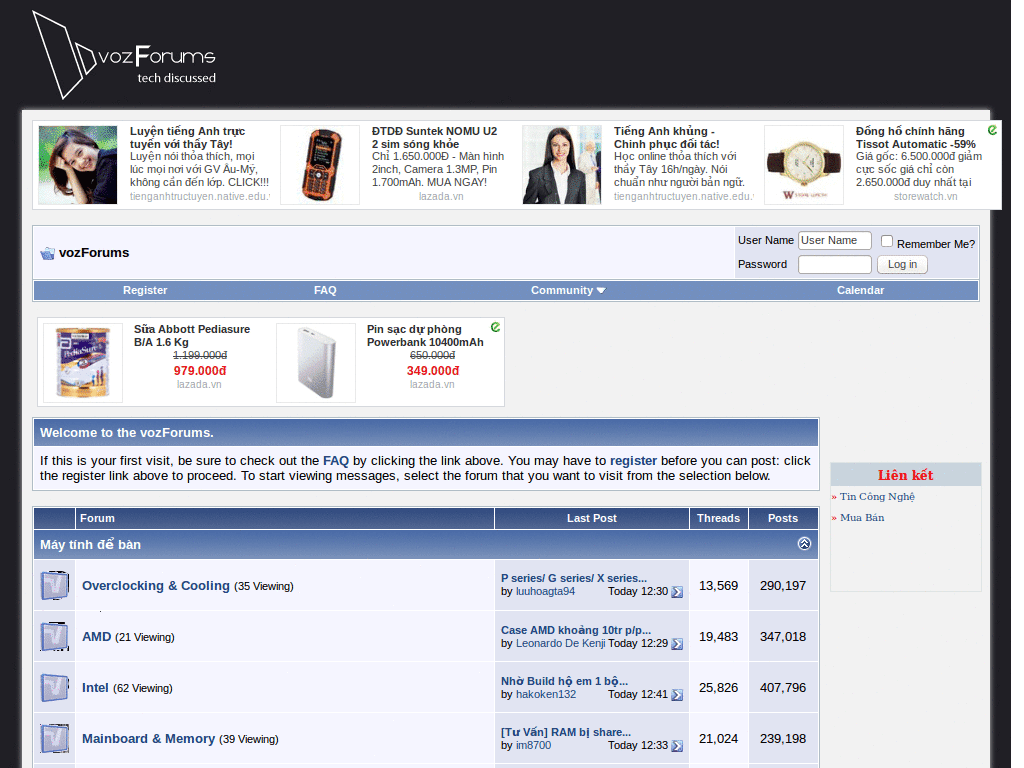 vozForums
tech discussed
Luyện tiếng Anh trực
tuyến với thầy Tây!
Luyện nói thỏa thích, mọi
lúc mọi nơi với GV Âu-Mỹ,
không cần đến lớp. CLICK!!!
tienganhtructuyen.native.edu.
ĐTDĐ Suntek NOMU U2
2 sim sóng khỏe
Chỉ 1.650.000Đ - Màn hình
2inch, Camera 1.3MP, Pin
1.700mAh. MUA NGAY!
lazada.vn
Tiếng Anh khủng -
Chinh phục đối tác!
Học online thỏa thích với
thầy Tây 16h/ngày. Nói
chuẩn như người bản ngữ.
tienganhtructuyen.native.edu.
Đồng hồ chính hãng
Tissot Automatic -59%
Giá gốc: 6.500.000đ giảm
cực sốc giá chỉ còn
2.650.000đ duy nhất tại
storewatch.vn
vozForums
User Name User Name Remember Me?
Password Log in
Register FAQ Community Calendar
Sữa Abbott Pediasure
B/A 1.6 Kg
1.199.000đ
979.000đ
lazada.vn
Pin sạc dự phòng
Powerbank 10400mAh
650.000đ
349.000đ
lazada.vn
Welcome to the vozForums.
If this is your first visit, be sure to check out the FAQ by clicking the link above. You may have to register before you can post: click
the register link above to proceed. To start viewing messages, select the forum that you want to visit from the selection below.
Liên kết
» Tin Công Nghệ
» Mua Bán
Forum Last Post Threads Posts
Máy tính để bàn
Overclocking & Cooling (35 Viewing)
P series/ G series/ X series...
by luuhoagta94 Today 12:30
13,569 290,197
AMD (21 Viewing)
Case AMD khoảng 10tr p/p...
by Leonardo De Kenji Today 12:29
19,483 347,018
Intel (62 Viewing)
Nhờ Build hộ em 1 bộ...
by hakoken132 Today 12:41
25,826 407,796
Mainboard & Memory (39 Viewing)
[Tư Vấn] RAM bị share...
by im8700 Today 12:33
21,024 239,198